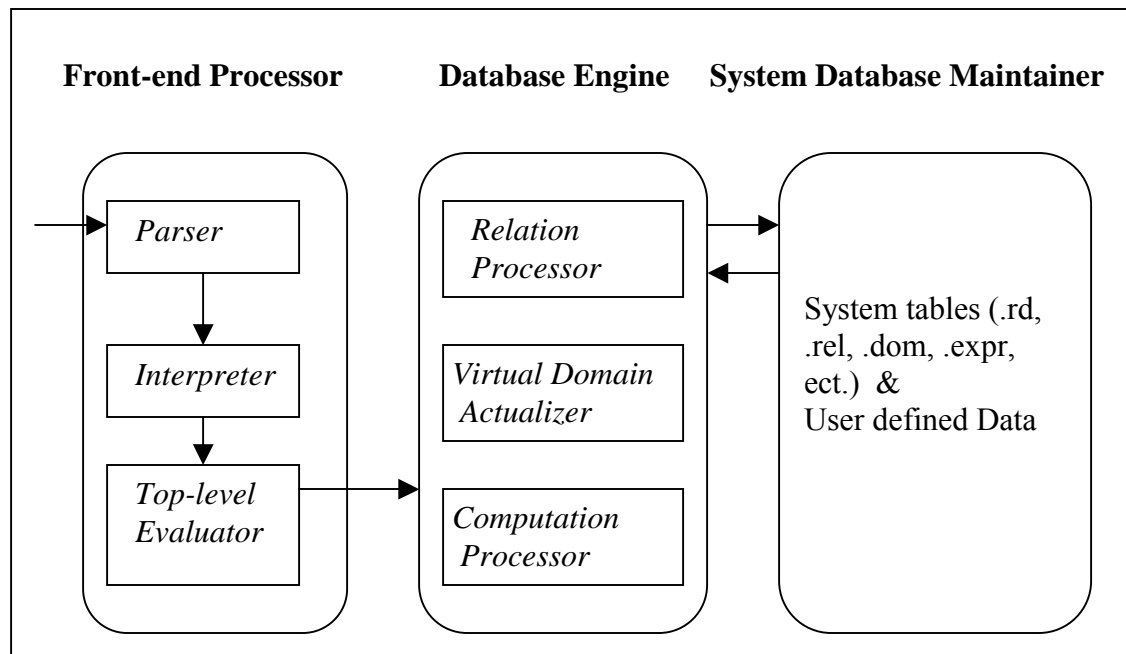 Front-end Processor
Database Engine
System Database Maintainer
Parser
Interpreter
Top-level
Evaluator
Relation
Processor
Virtual Domain
Actualizer
Computation
Processor
System tables (.rd,
.rel, .dom, .expr,
ect.) &
User defined Data